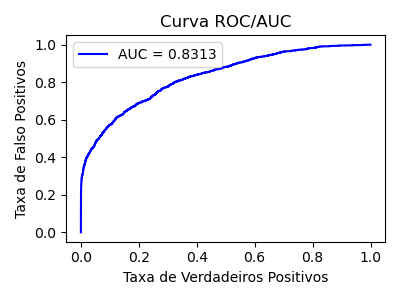 Curva ROC/AUC
AUC = 0.8313
Taxa de Falso Positivos
1.0
0.8
0.6
0.4
0.2
0.0
0.0 0.2 0.4 0.6 0.8 1.0
Taxa de Verdadeiros Positivos